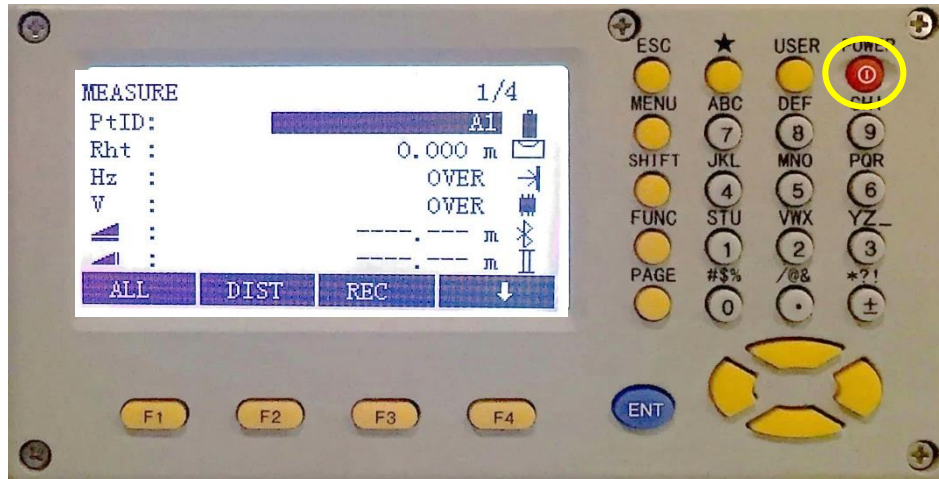 MEASURE 1/4
PtID: A1
Rht : 0.000 m
Hz : OVER
V : OVER
: ----.--- m
: ----.--- m
ALL DIST REC
F1 F2 F3 F4
ESC ★ USER POWER
MENU ABC DEF GHI
7 8 9
SHIFT JKL MNO PQR
4 5 6
FUNC STU VWX YZ_
1 2 3
PAGE #$% /@& *?!
0 . ±
ENT